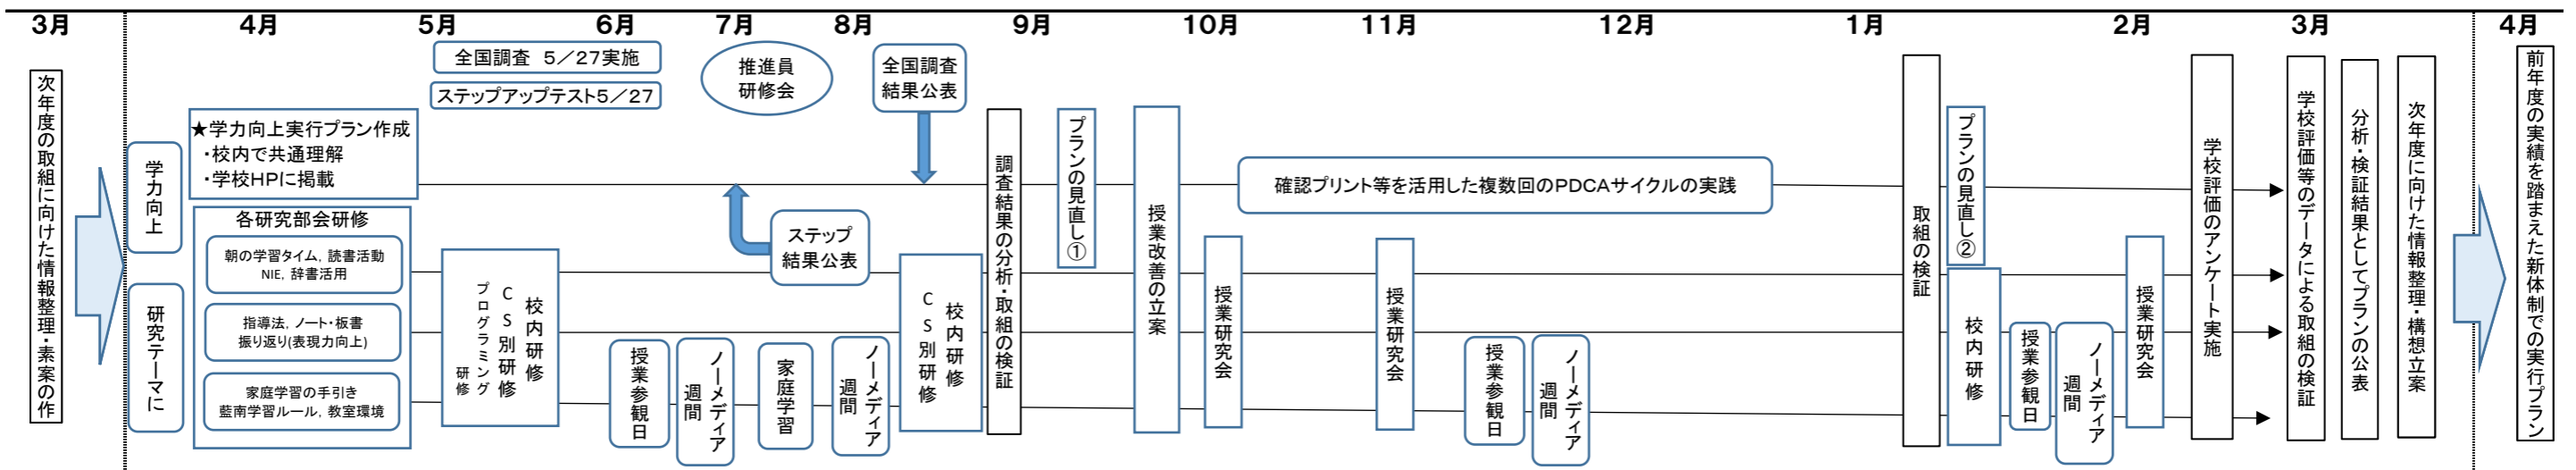 3月
4月
5月
6月
7月
8月
9月
10月
11月
12月
1月
2月
3月
4月
次年度の取組に向けた情報整理・素案の作
学力向上
研究テーマに
★学力向上実行プラン作成
・校内で共通理解
・学校HPに掲載
各研究部会研修
朝の学習タイム，読書活動
NIE，辞書活用
指導法，ノート・板書
振り返り(表現力向上)
家庭学習の手引き
藍南学習ルール，教室環境
全国調査　5／27実施
ステップアップテスト5／27
校内研修
ＣＳ別研修
プログラミング
研修
授業参観日
ノーメディア
週間
推進員
研修会
ステップ
結果公表
家庭学習
ノーメディア
週間
全国調査
結果公表
校内研修
ＣＳ別研修
調査結果の分析・取組の検証
プランの見直し①
授業改善の立案
授業研究会
確認プリント等を活用した複数回のPDCAサイクルの実践
授業研究会
授業参観日
ノーメディア
週間
取組の検証
プランの見直し②
校内研修
授業参観日
ノーメディア
週間
授業研究会
学校評価のアンケート実施
学校評価等のデータによる取組の検証
分析・検証結果としてプランの公表
次年度に向けた情報整理・構想立案
前年度の実績を踏まえた新体制での実行プラン